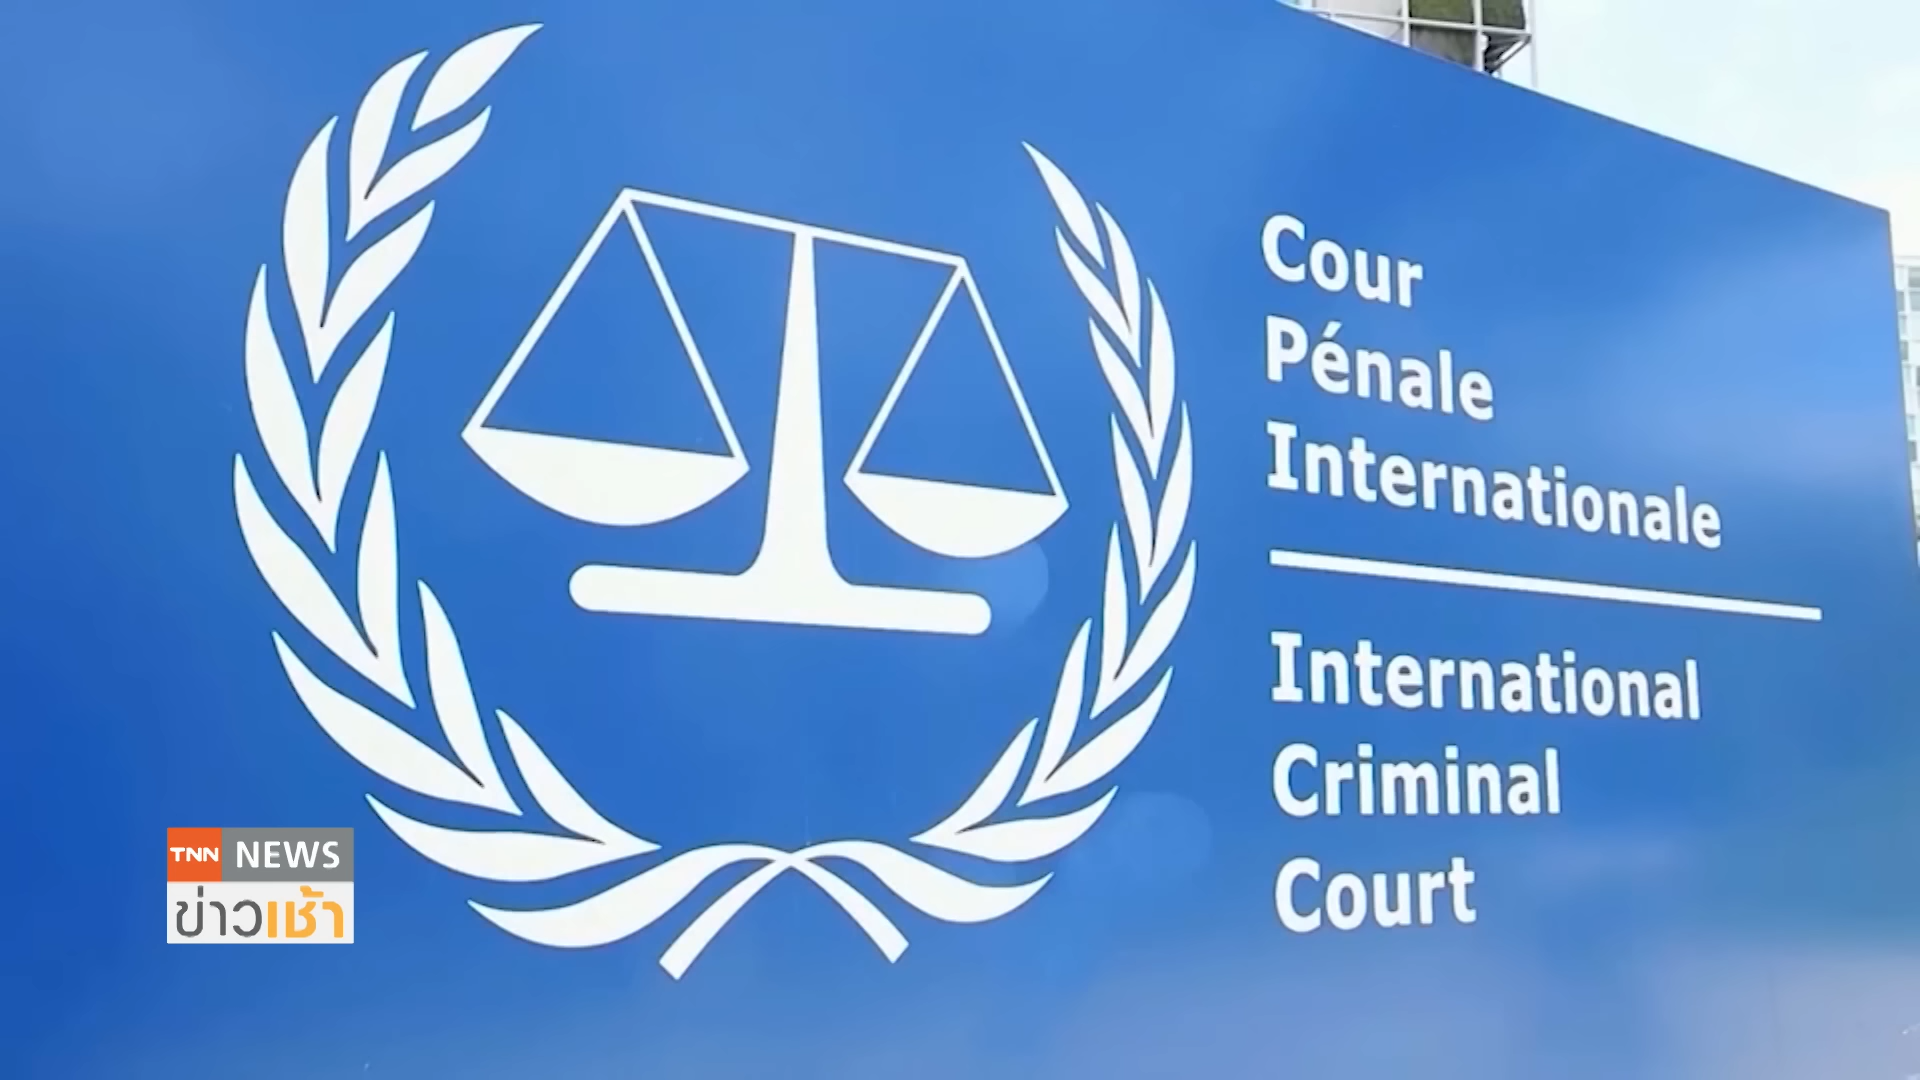 Cour
Pénale
Internationale
International
Criminal
Court
TNN NEWS
ข่าวเช้า